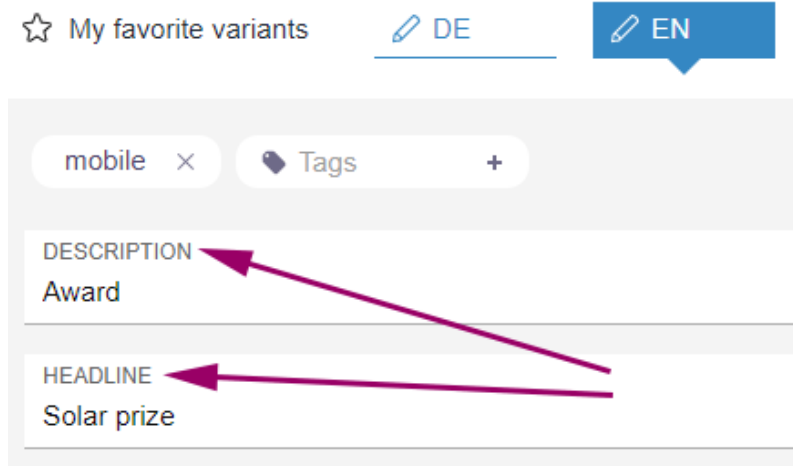 My favorite variants DE EN
mobile Tags
DESCRIPTION
Award
HEADLINE
Solar prize